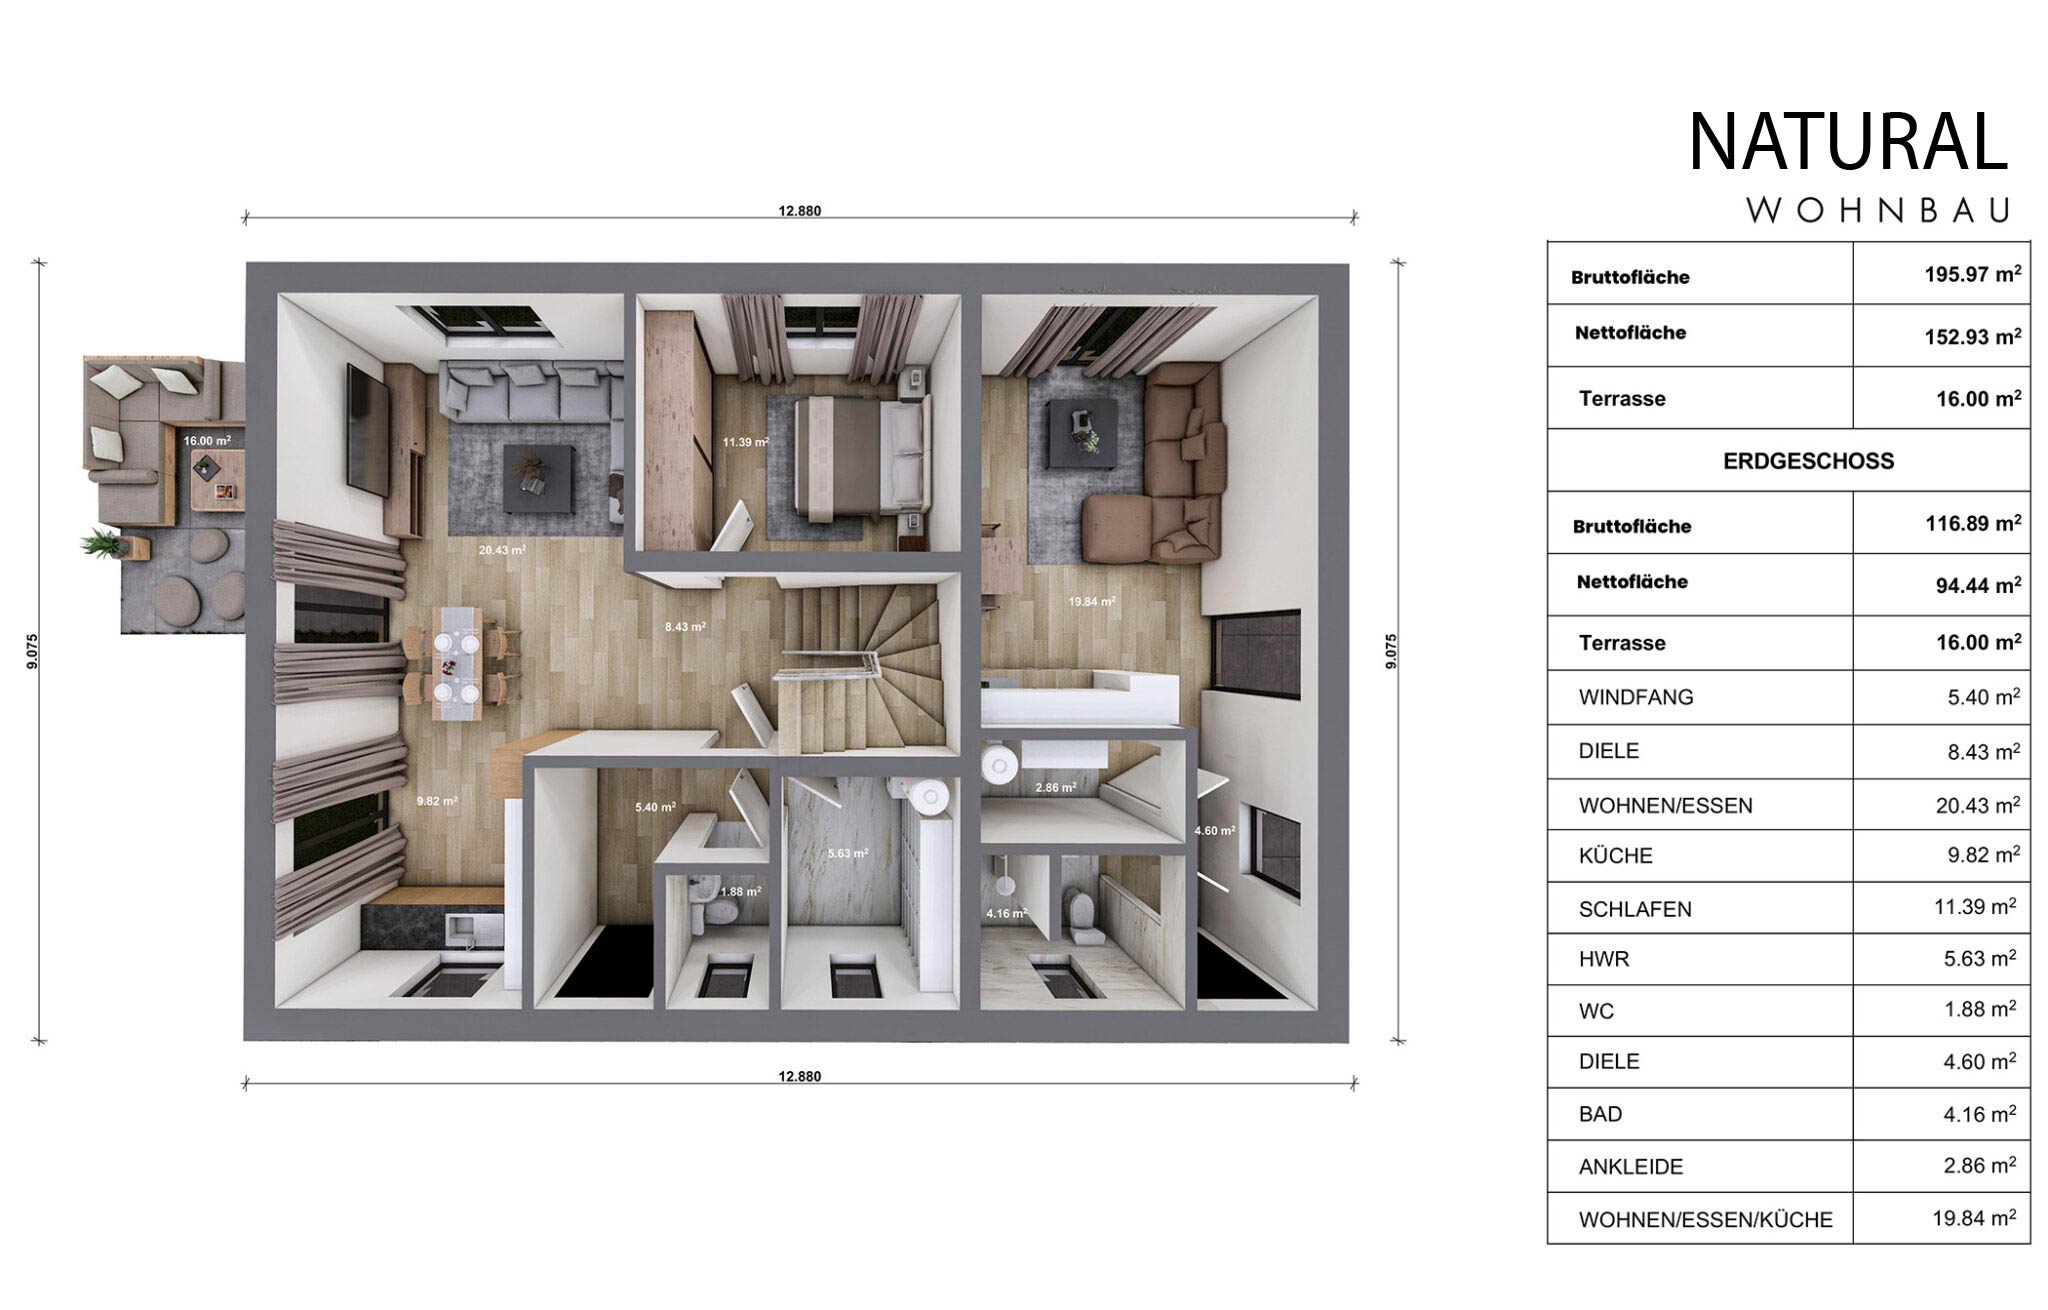 NATURAL
WOHNBAU
Bruttofläche 195.97 m²
Nettofläche 152.93 m²
Terrasse 16.00 m²
ERDGESCHOSS
Bruttofläche 116.89 m²
Nettofläche 94.44 m²
Terrasse 16.00 m²
WINDFANG 5.40 m²
DIELE 8.43 m²
WOHNEN/ESSEN 20.43 m²
KÜCHE 9.82 m²
SCHLAFEN 11.39 m²
HWR 5.63 m²
WC 1.88 m²
DIELE 4.60 m²
BAD 4.16 m²
ANKLEIDE 2.86 m²
WOHNEN/ESSEN/KÜCHE 19.84 m²
12.880
9.075
9.075
16.00 m²
11.39 m²
20.43 m²
19.84 m²
8.43 m²
2.86 m²
9.82 m²
5.40 m²
4.60 m²
5.63 m²
1.88 m²
4.16 m²
12.880